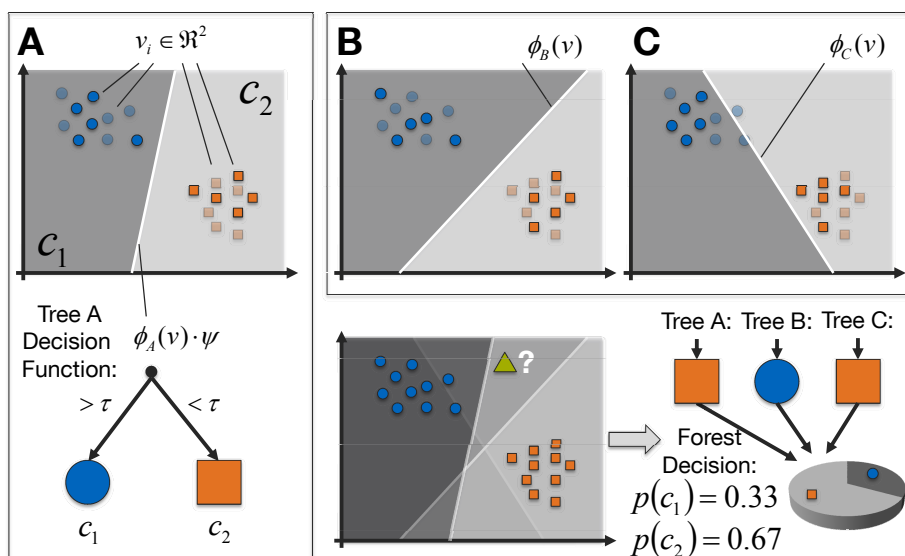 A
v_i ∈ ℜ²
c₂
c₁
Tree A
Decision
Function:
ϕ_A(v)·ψ
> τ
< τ
c₁
c₂
B
ϕ_B(v)
C
ϕ_C(v)
?
Tree A: Tree B: Tree C:
Forest
Decision:
p(c₁) = 0.33
p(c₂) = 0.67